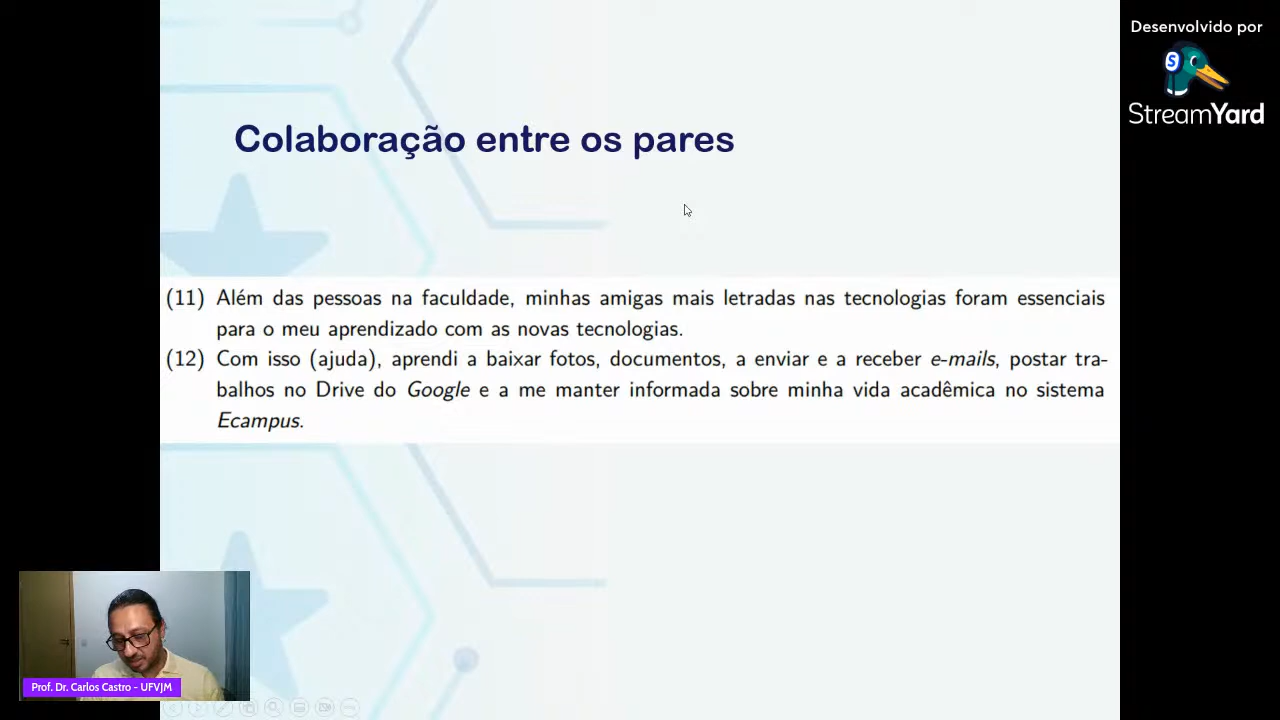 Desenvolvido por
S
StreamYard
Colaboração entre os pares
(11) Além das pessoas na faculdade, minhas amigas mais letradas nas tecnologias foram essenciais
para o meu aprendizado com as novas tecnologias.
(12) Com isso (ajuda), aprendi a baixar fotos, documentos, a enviar e a receber e-mails, postar tra-
balhos no Drive do Google e a me manter informada sobre minha vida acadêmica no sistema
Ecampus.
Prof. Dr. Carlos Castro - UFVJM